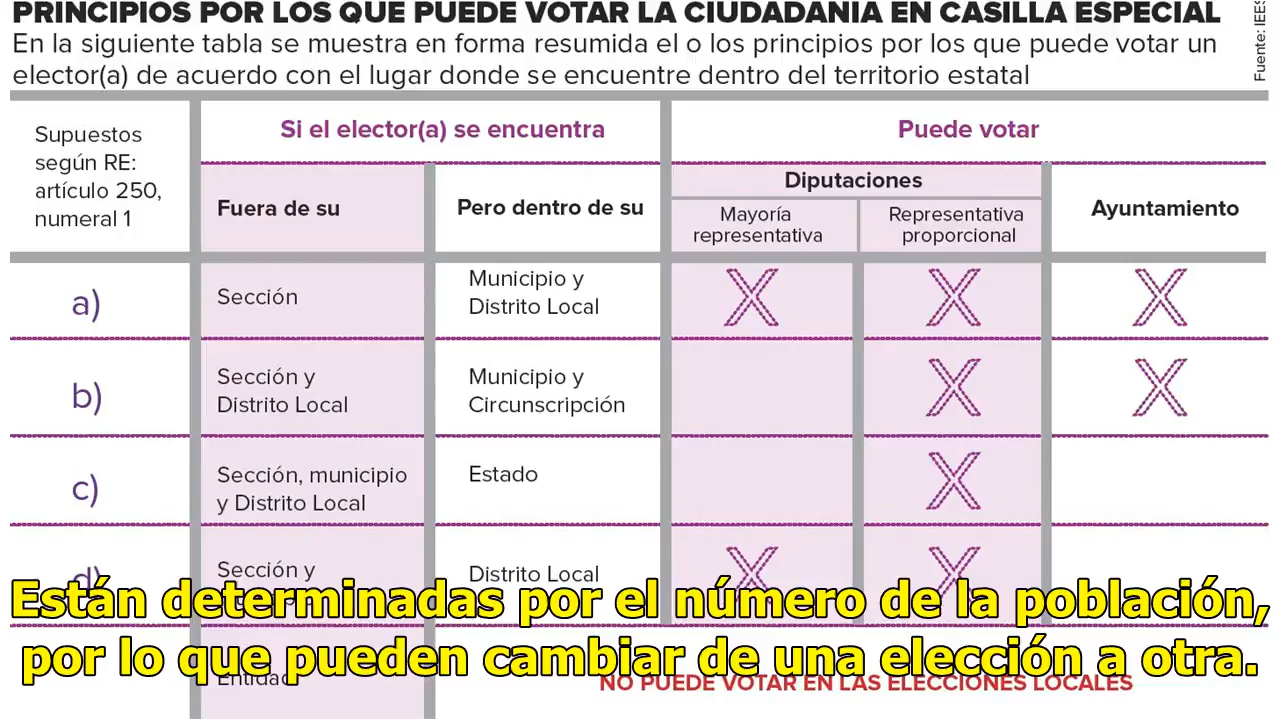 PRINCIPIOS POR LOS QUE PUEDE VOTAR LA CIUDADANÍA EN CASILLA ESPECIAL
En la siguiente tabla se muestra en forma resumida el o los principios por los que puede votar un
elector(a) de acuerdo con el lugar donde se encuentre dentro del territorio estatal
Supuestos
según RE:
artículo 250,
numeral 1
Si el elector(a) se encuentra
Puede votar
Fuera de su
Pero dentro de su
Diputaciones
Mayoría
representativa
Representativa
proporcional
Ayuntamiento
a)
Sección
Municipio y
Distrito Local
X
X
X
b)
Sección y
Distrito Local
Municipio y
Circunscripción
X
X
c)
Sección, municipio
y Distrito Local
Estado
X
d)
Sección y
Distrito Local
X
X
Entidad
NO PUEDE VOTAR EN LAS ELECCIONES LOCALES
Están determinadas por el número de la población,
por lo que pueden cambiar de una elección a otra.
Fuente: